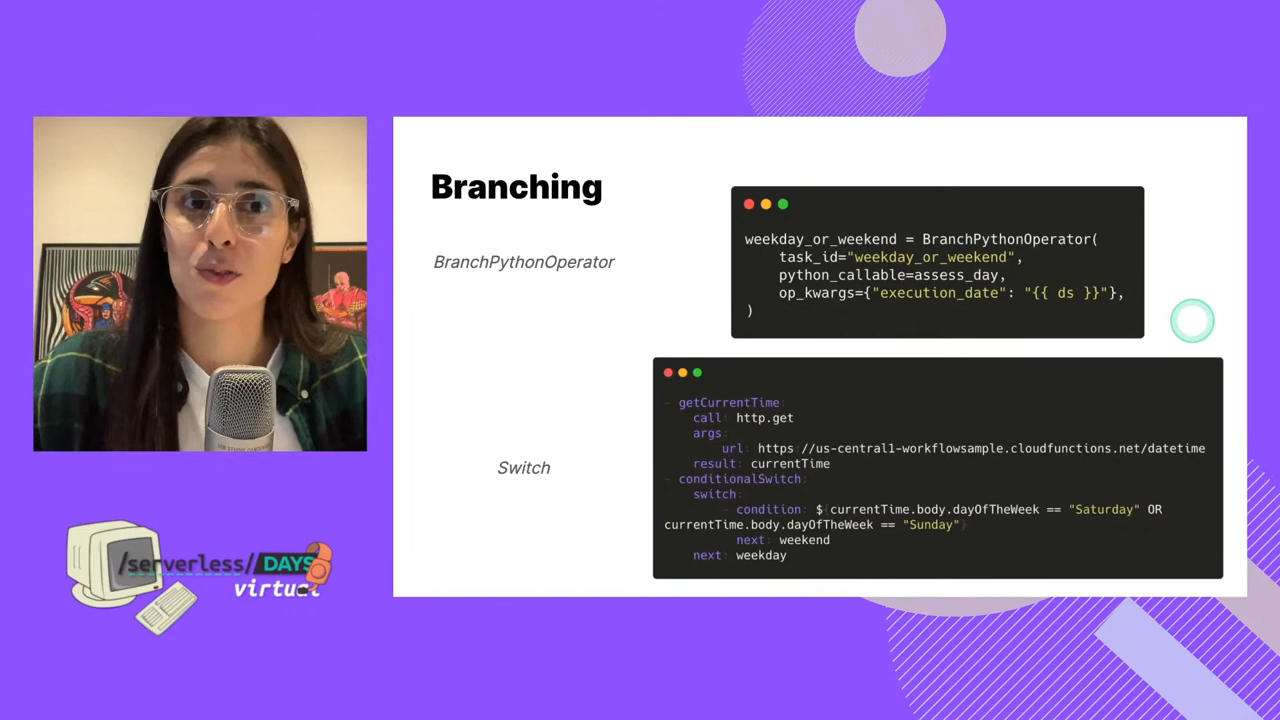 Branching
BranchPythonOperator
weekday_or_weekend = BranchPythonOperator(
    task_id="weekday_or_weekend",
    python_callable=assess_day,
    op_kwargs={"execution_date": "{{ ds }}"},
)
Switch
- getCurrentTime:
    call: http.get
    args:
        url: https://us-central1-workflowsample.cloudfunctions.net/datetime
    result: currentTime
- conditionalSwitch:
    switch:
        - condition: ${currentTime.body.dayOfTheWeek == "Saturday" OR
currentTime.body.dayOfTheWeek == "Sunday"}
          next: weekend
    next: weekday
/serverless/DAYS
virtual